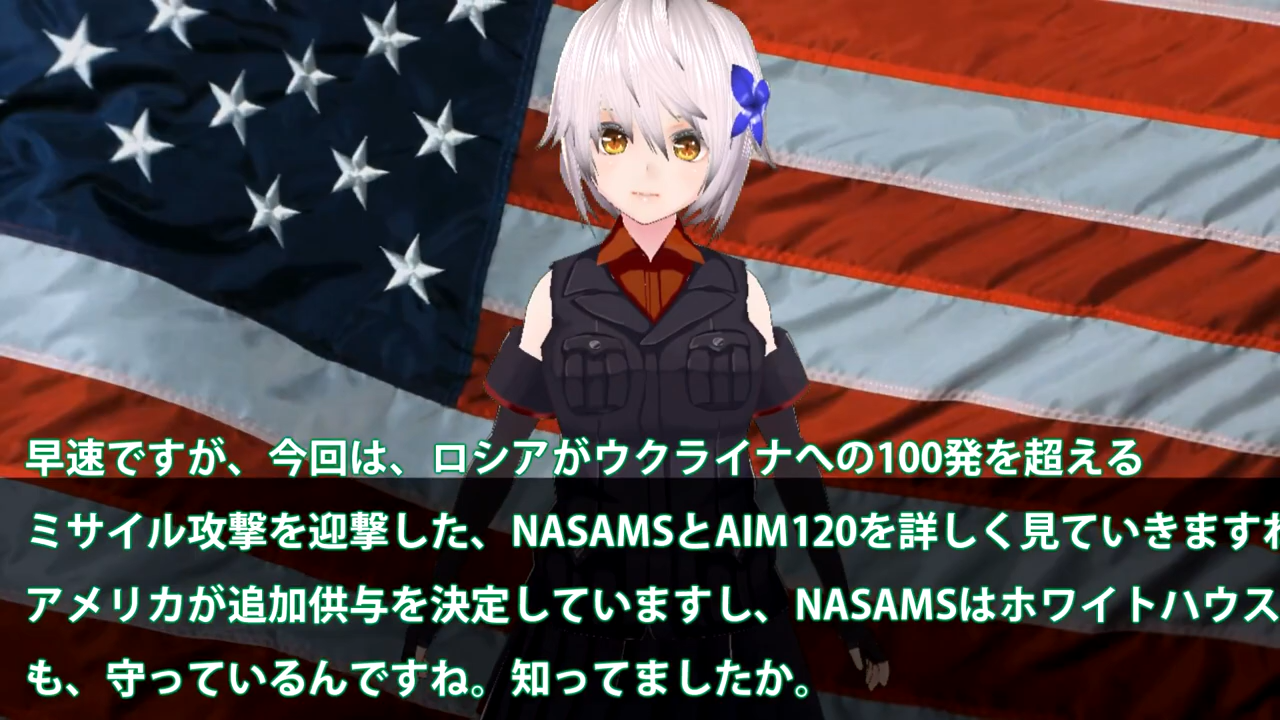 早速ですが、今回は、ロシアがウクライナへの100発を超える
ミサイル攻撃を迎撃した、NASAMSとAIM120を詳しく見ていきますね
アメリカが追加供与を決定していますし、NASAMSはホワイトハウス
も、守っているんですね。知ってましたか。